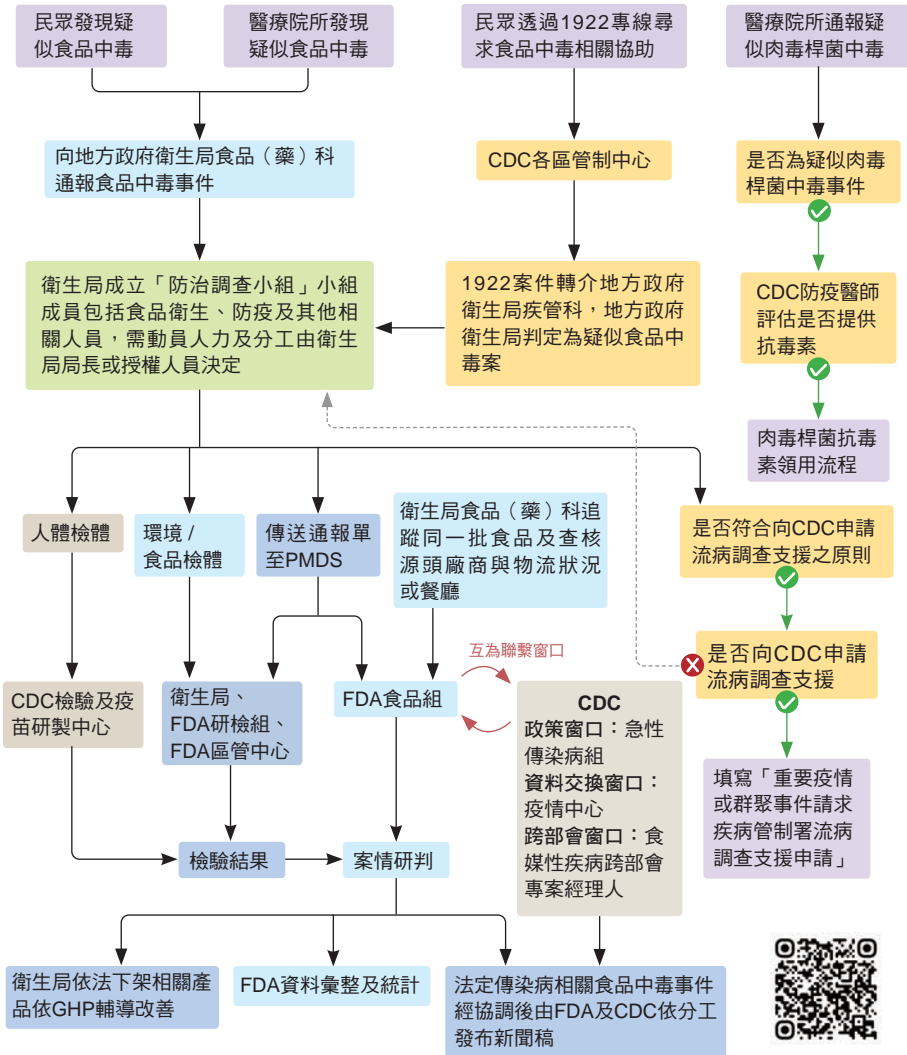 民眾發現疑
似食品中毒
醫療院所發現
疑似食品中毒
民眾透過1922專線尋
求食品中毒相關協助
醫療院所通報疑
似肉毒桿菌中毒
向地方政府衛生局食品（藥）科
通報食品中毒事件
CDC各區管制中心
是否為疑似肉毒
桿菌中毒事件
衛生局成立「防治調查小組」小組
成員包括食品衛生、防疫及其他相
關人員，需動員人力及分工由衛生
局局長或授權人員決定
1922案件轉介地方政府
衛生局疾管科，地方政府
衛生局判定為疑似食品中
毒案
CDC防疫醫師
評估是否提供
抗毒素
肉毒桿菌抗毒
素領用流程
人體檢體
環境 /
食品檢體
傳送通報單
至PMDS
衛生局食品（藥）科追
蹤同一批食品及查核
源頭廠商與物流狀況
或餐廳
是否符合向CDC申請
流病調查支援之原則
互為聯繫窗口
是否向CDC申請
流病調查支援
CDC檢驗及疫
苗研製中心
衛生局、
FDA研檢組、
FDA區管中心
FDA食品組
CDC
政策窗口：急性
傳染病組
資料交換窗口：
疫情中心
跨部會窗口：食
媒性疾病跨部會
專案經理人
填寫「重要疫情
或群聚事件請求
疾病管制署流病
調查支援申請」
檢驗結果
案情研判
衛生局依法下架相關產
品依GHP輔導改善
FDA資料彙整及統計
法定傳染病相關食品中毒事件
經協調後由FDA及CDC依分工
發布新聞稿